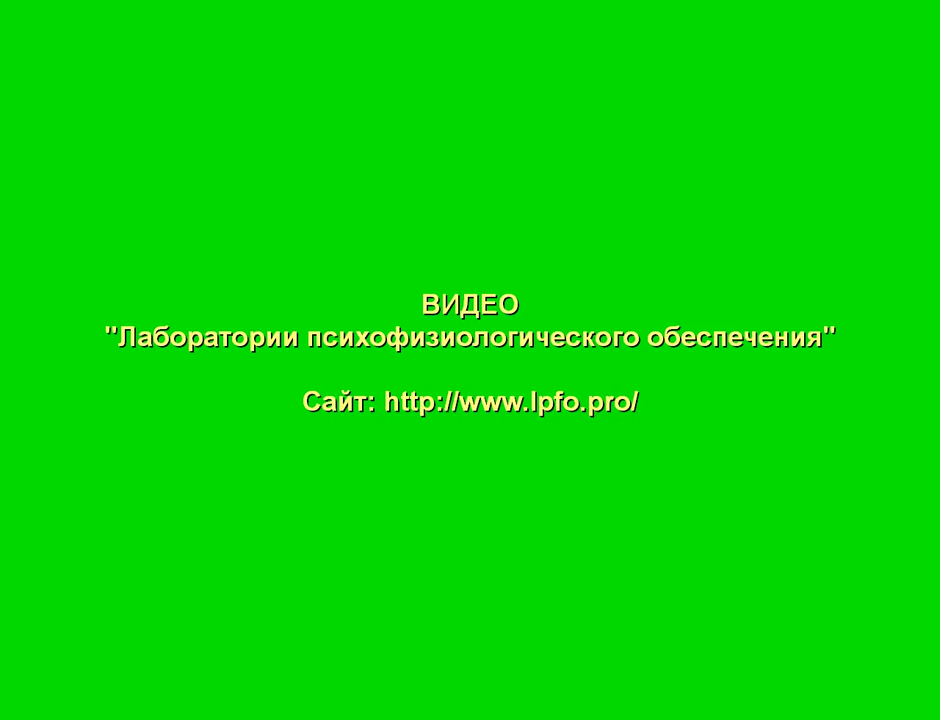 ВИДЕО
"Лаборатории психофизиологического обеспечения"
Сайт: http://www.lpfo.pro/